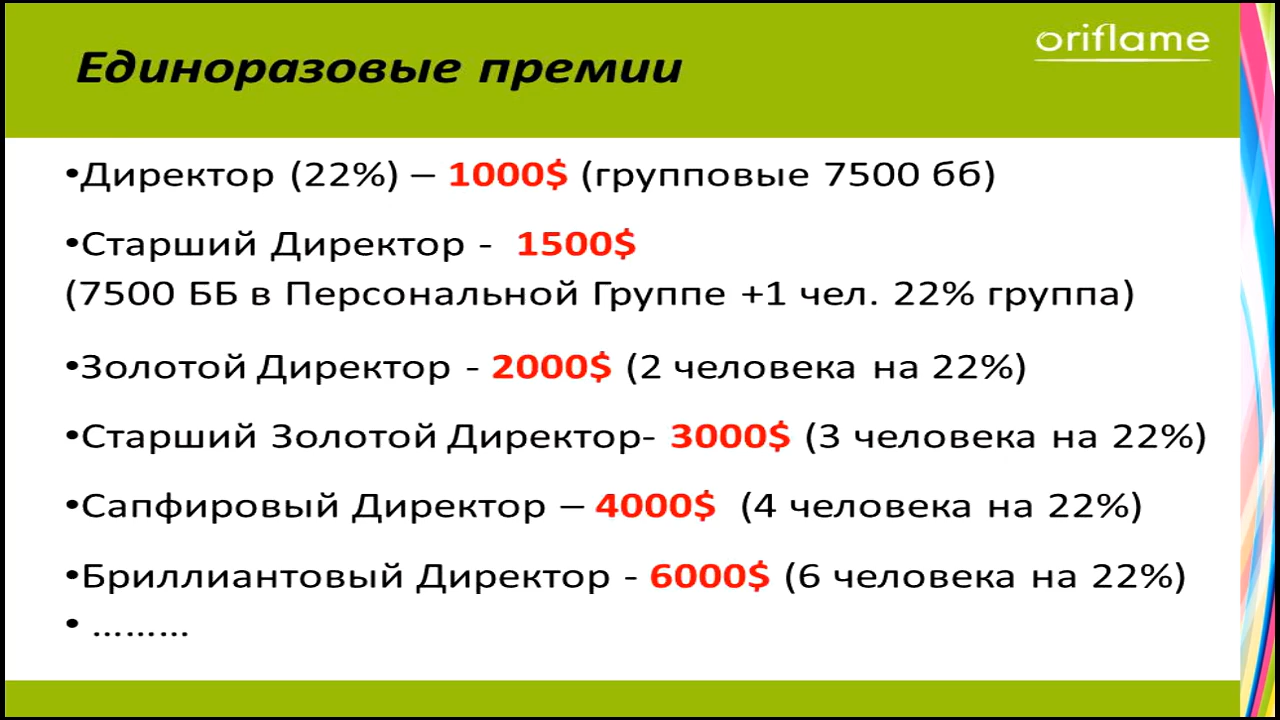 Единоразовые премии
oriflame
•Директор (22%) – 1000$ (групповые 7500 бб)
•Старший Директор - 1500$
(7500 ББ в Персональной Группе +1 чел. 22% группа)
•Золотой Директор - 2000$ (2 человека на 22%)
•Старший Золотой Директор- 3000$ (3 человека на 22%)
•Сапфировый Директор – 4000$ (4 человека на 22%)
•Бриллиантовый Директор - 6000$ (6 человека на 22%)
• .........